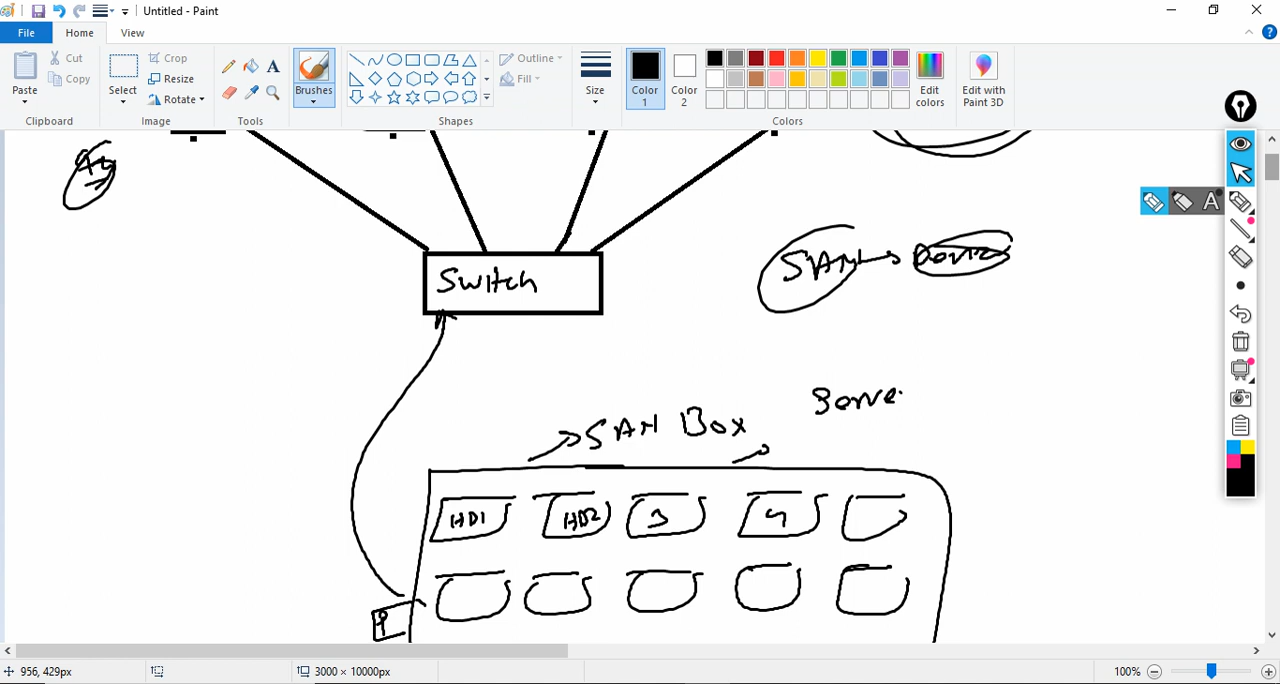 Untitled - Paint
File
Home
View
Paste
Cut
Copy
Clipboard
Select
Crop
Resize
Rotate
Image
A
Tools
Brushes
Outline
Fill
Shapes
Size
Color 1
Color 2
Edit colors
Edit with Paint 3D
Colors
A
Switch
SAN
SAN Box
Serve
HD1 HD2 3 4
956, 429px
3000 × 10000px
100%